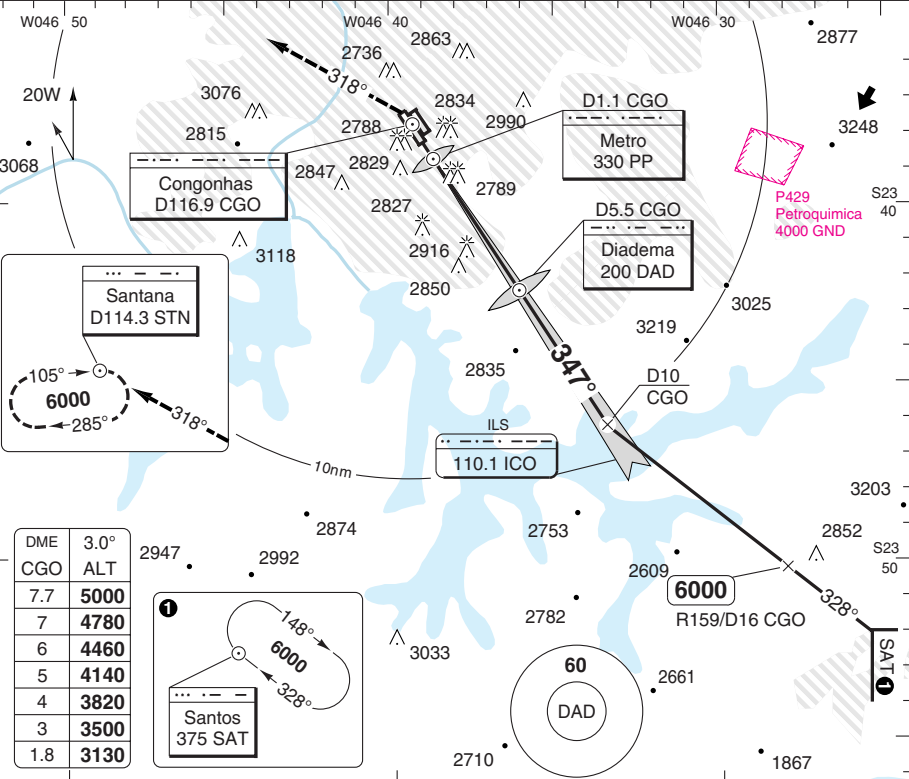 W046 50
W046 40
W046 30
2877
2863
2736
318°
20W
3076
2834
2990
D1.1 CGO
Metro
330 PP
3248
2815
2788
3068
2847
2829
2789
Congonhas
D116.9 CGO
P429
Petroquimica
4000 GND
S23
40
2827
D5.5 CGO
Diadema
200 DAD
2916
3118
2850
Santana
D114.3 STN
3025
3219
105°
6000
285°
318°
2835
347°
D10
CGO
ILS
110.1 ICO
10nm
3203
2874
2753
2852
S23
50
DME 3.0°
CGO ALT
7.7 5000
7 4780
6 4460
5 4140
4 3820
3 3500
1.8 3130
2947
2992
2609
6000
R159/D16 CGO
328°
2782
1
148°
6000
328°
Santos
375 SAT
3033
60
DAD
2661
SAT 1
2710
1867